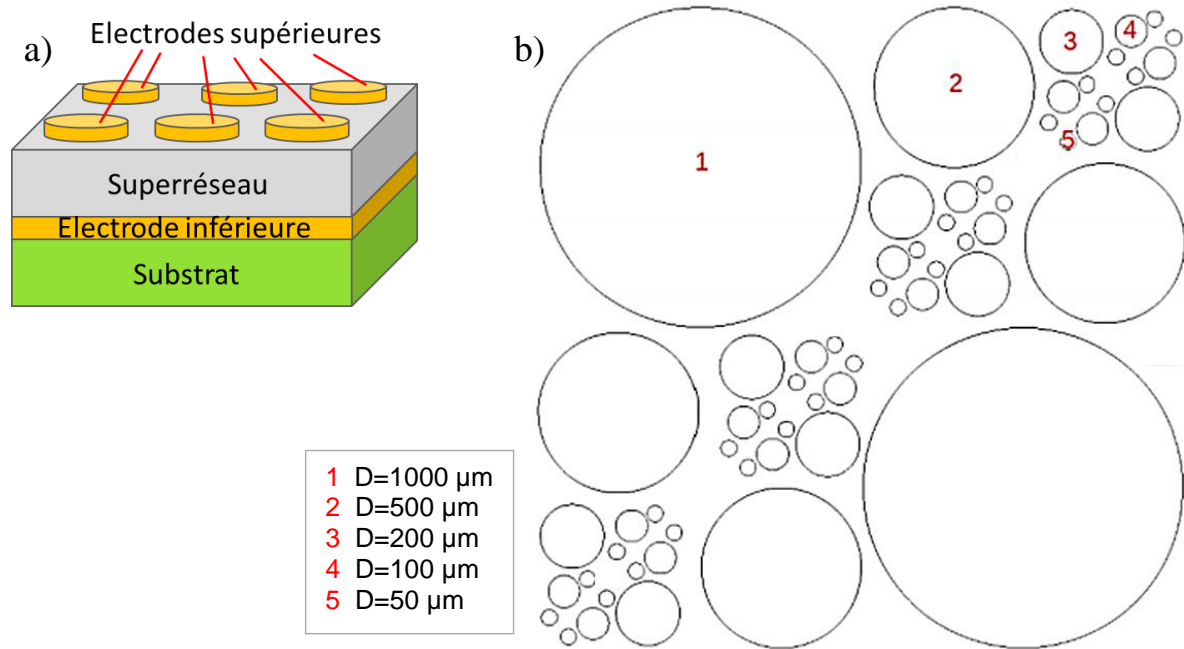 a)
Electrodes supérieures
Superréseau
Electrode inférieure
Substrat
b)
1
2
3
4
5
1 D=1000 µm
2 D=500 µm
3 D=200 µm
4 D=100 µm
5 D=50 µm